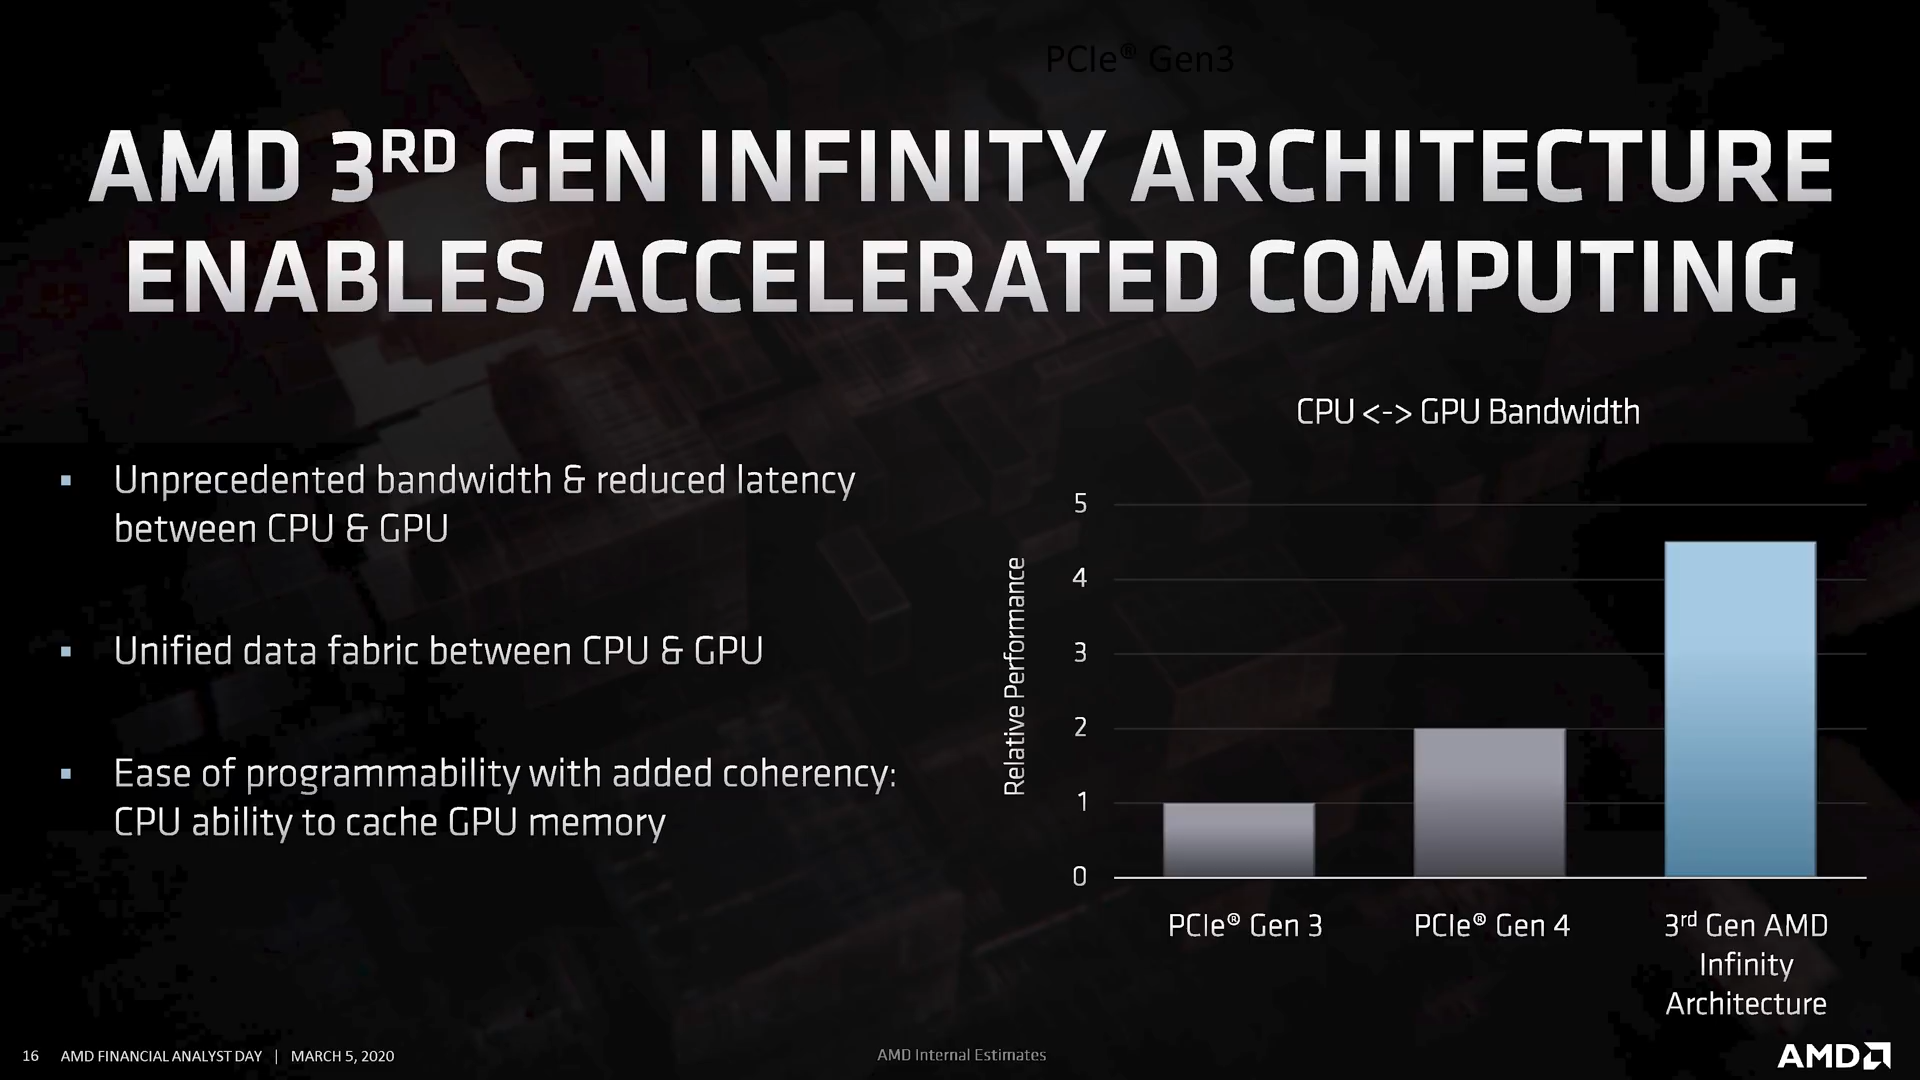 PCIe® Gen3
AMD 3RD GEN INFINITY ARCHITECTURE
ENABLES ACCELERATED COMPUTING
▪ Unprecedented bandwidth & reduced latency
between CPU & GPU
▪ Unified data fabric between CPU & GPU
▪ Ease of programmability with added coherency:
CPU ability to cache GPU memory
CPU <-> GPU Bandwidth
Relative Performance
5
4
3
2
1
0
PCIe® Gen 3
PCIe® Gen 4
3rd Gen AMD
Infinity
Architecture
16 AMD FINANCIAL ANALYST DAY | MARCH 5, 2020
AMD Internal Estimates
AMD